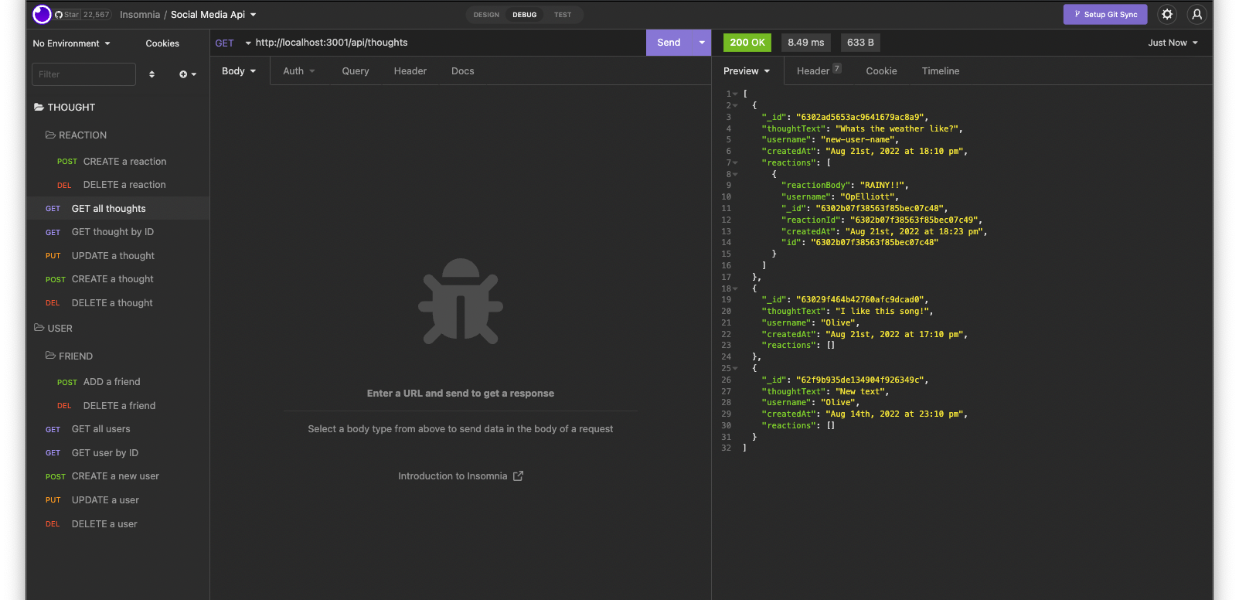 Star 22,567 Insomnia / Social Media Api
DESIGN DEBUG TEST
Setup Git Sync
No Environment Cookies
Filter
THOUGHT
REACTION
POST CREATE a reaction
DEL DELETE a reaction
GET GET all thoughts
GET GET thought by ID
PUT UPDATE a thought
POST CREATE a thought
DEL DELETE a thought
USER
FRIEND
POST ADD a friend
DEL DELETE a friend
GET GET all users
GET GET user by ID
POST CREATE a new user
PUT UPDATE a user
DEL DELETE a user
GET http://localhost:3001/api/thoughts Send
Body Auth Query Header Docs
Enter a URL and send to get a response
Select a body type from above to send data in the body of a request
Introduction to Insomnia
200 OK 8.49 ms 633 B Just Now
Preview Header 7 Cookie Timeline
1 [
2 {
3 "_id": "6302ad5653ac9641679ac8a9",
4 "thoughtText": "Whats the weather like?",
5 "username": "new-user-name",
6 "createdAt": "Aug 21st, 2022 at 18:10 pm",
7 "reactions": [
8 {
9 "reactionBody": "RAINY!!",
10 "username": "OpElliott",
11 "_id": "6302b07f38563f85bec07c48",
12 "reactionId": "6302b07f38563f85bec07c49",
13 "createdAt": "Aug 21st, 2022 at 18:23 pm",
14 "id": "6302b07f38563f85bec07c48"
15 }
16 ]
17 },
18 {
19 "_id": "63029f464b42760afc9dcad0",
20 "thoughtText": "I like this song!",
21 "username": "Olive",
22 "createdAt": "Aug 21st, 2022 at 17:10 pm",
23 "reactions": []
24 },
25 {
26 "_id": "62f9b935de134904f926349c",
27 "thoughtText": "New text",
28 "username": "Olive",
29 "createdAt": "Aug 14th, 2022 at 23:10 pm",
30 "reactions": []
31 }
32 ]